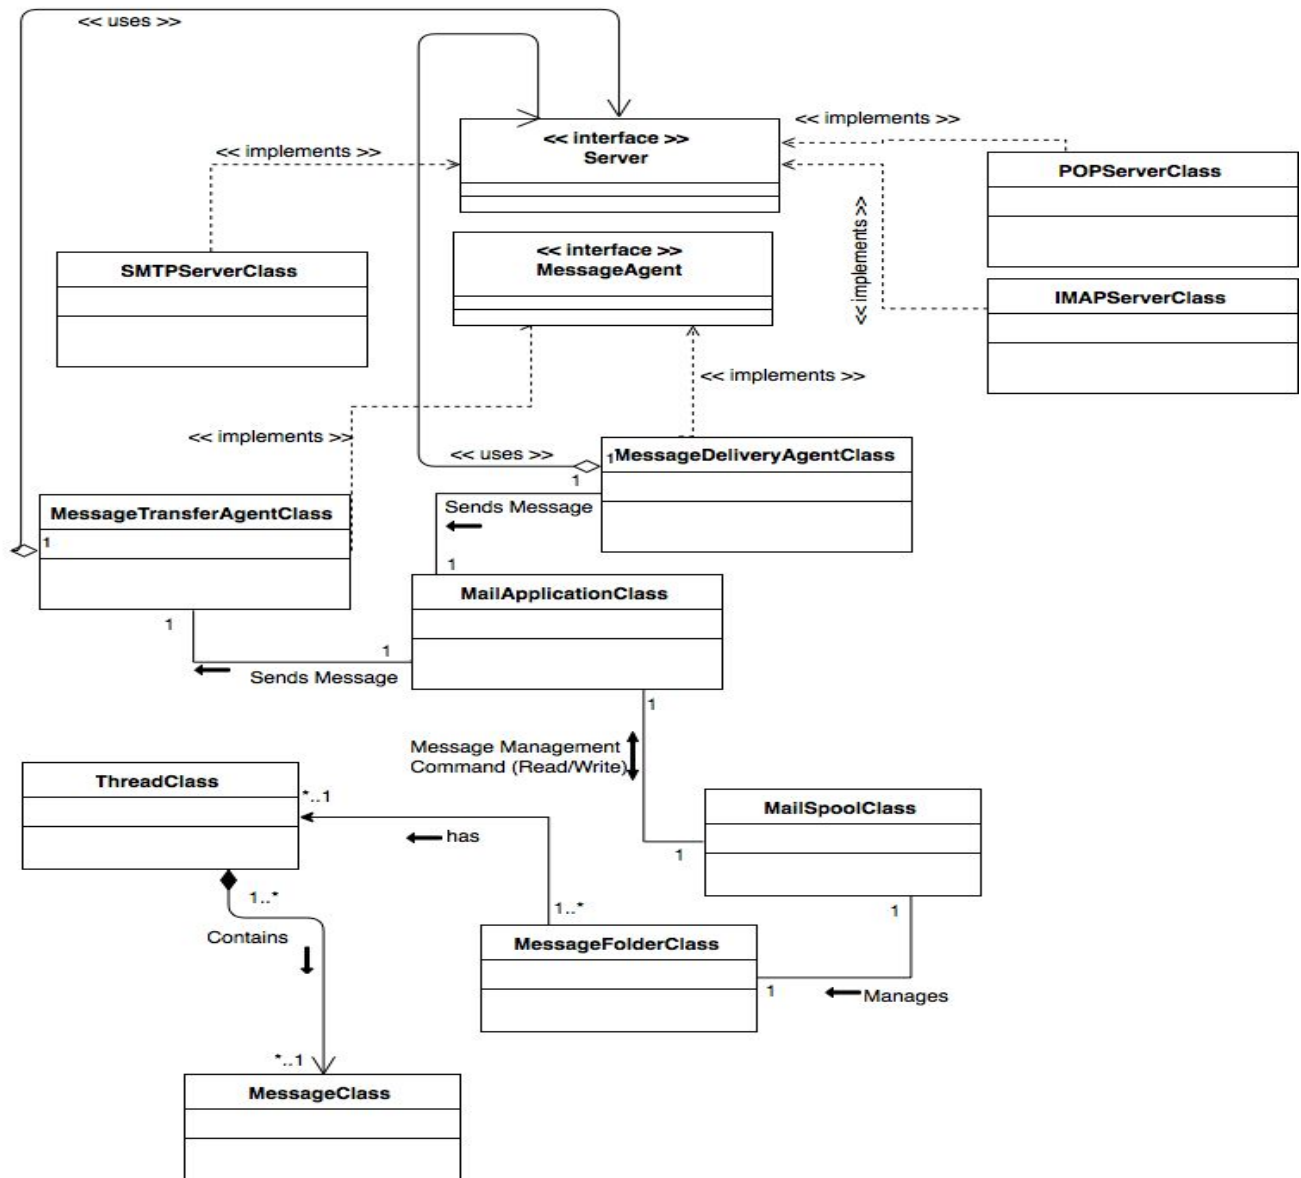 << uses >>
<< interface >>
Server
<< implements >>
<< implements >>
POPServerClass
<< implements >>
<< interface >>
MessageAgent
SMTPServerClass
IMAPServerClass
<< implements >>
<< implements >>
<< uses >>
1
MessageDeliveryAgentClass
1
Sends Message
MessageTransferAgentClass
1
1
MailApplicationClass
1
1
Sends Message
1
Message Management
Command (Read/Write)
ThreadClass
*..1
MailSpoolClass
has
1
1..*
1..*
1
Contains
MessageFolderClass
1
Manages
*..1
MessageClass